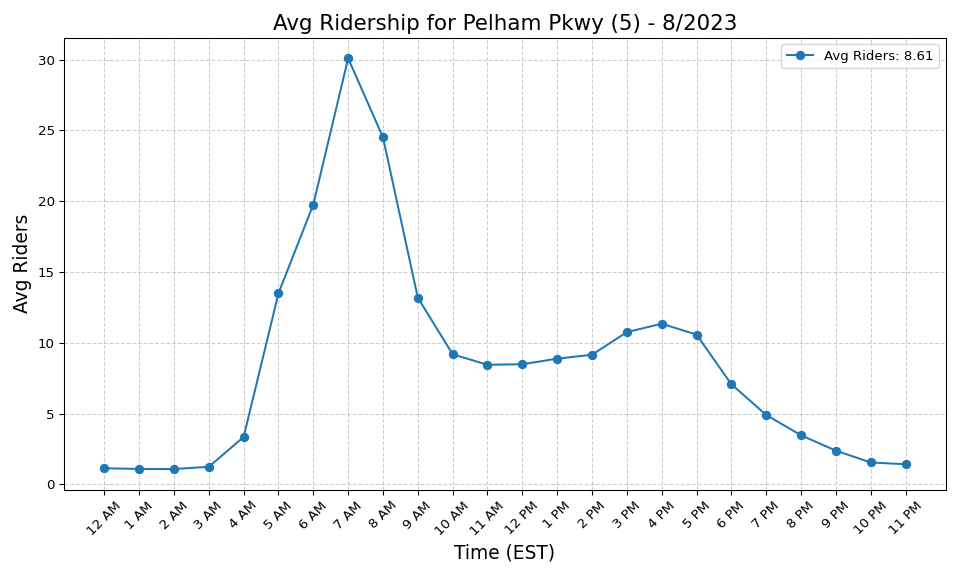 Avg Ridership for Pelham Pkwy (5) - 8/2023
Avg Riders: 8.61
30
25
20
15
10
5
0
Avg Riders
12 AM
1 AM
2 AM
3 AM
4 AM
5 AM
6 AM
7 AM
8 AM
9 AM
10 AM
11 AM
12 PM
1 PM
2 PM
3 PM
4 PM
5 PM
6 PM
7 PM
8 PM
9 PM
10 PM
11 PM
Time (EST)